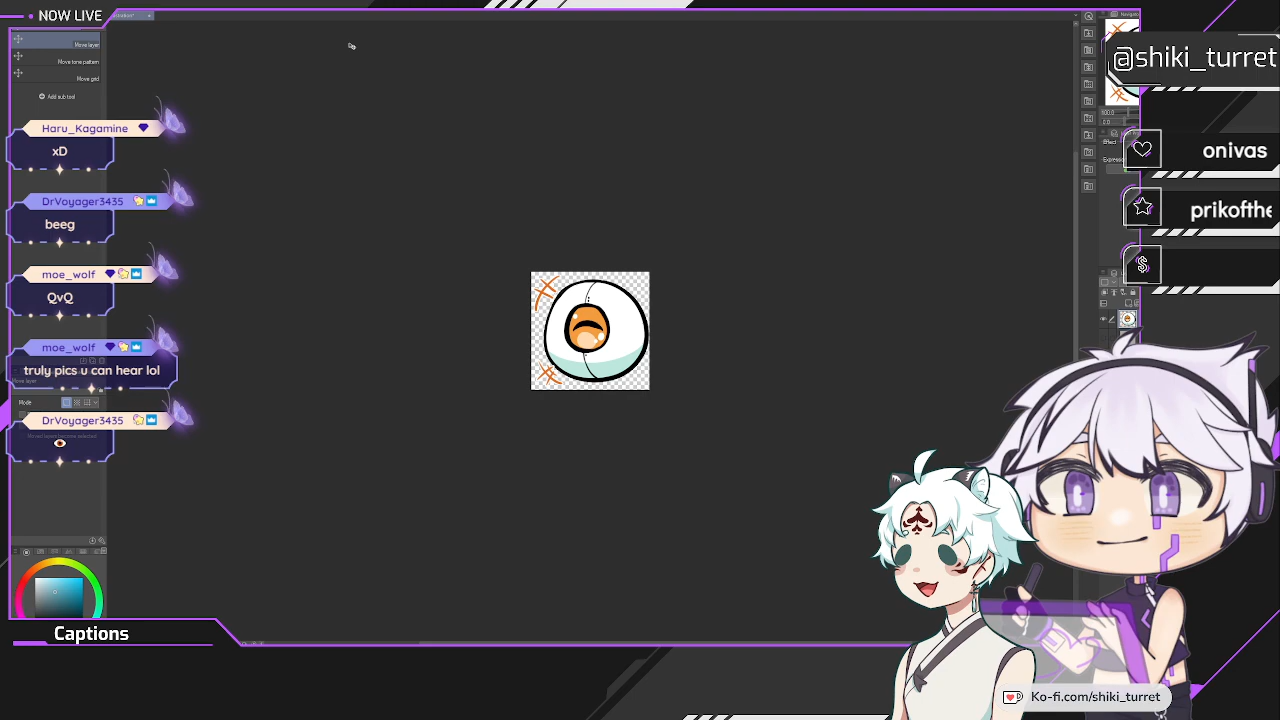 NOW LIVE
Move layer
Move tone pattern
Move grid
Add sub tool
Haru_Kagamine
xD
DrVoyager3435
beeg
moe_wolf
QvQ
moe_wolf
truly pics u can hear lol
Mode
DrVoyager3435
Captions
@shiki_turret
onivas
prikofthe
Ko-fi.com/shiki_turret